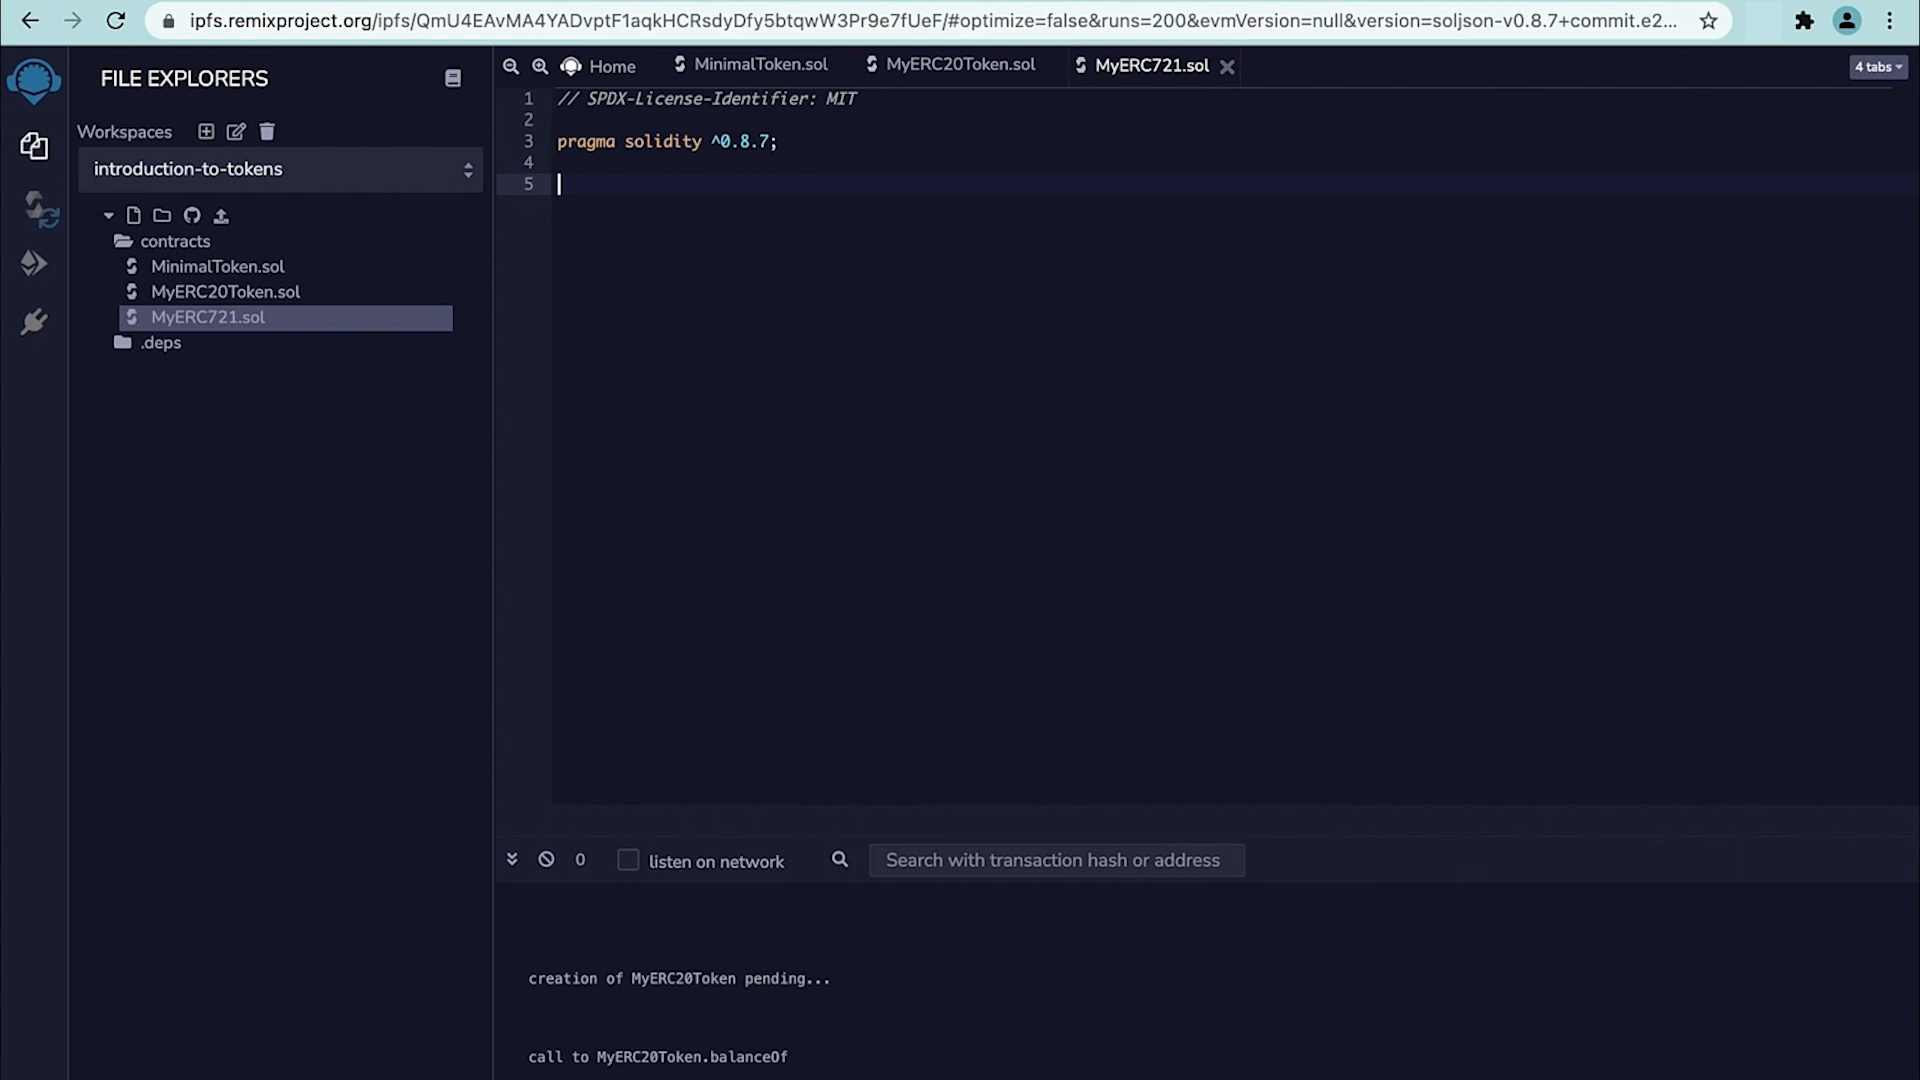 ipfs.remixproject.org/ipfs/QmU4EAvMA4YADvptF1aqkHCRsdyDfy5btqwW3Pr9e7fUeF/#optimize=false&runs=200&evmVersion=null&version=soljson-v0.8.7+commit.e2...
FILE EXPLORERS
Workspaces
introduction-to-tokens
contracts
MinimalToken.sol
MyERC20Token.sol
MyERC721.sol
.deps
Home MinimalToken.sol MyERC20Token.sol MyERC721.sol 4 tabs
1 // SPDX-License-Identifier: MIT
2
3 pragma solidity ^0.8.7;
4
5
0 listen on network Search with transaction hash or address
creation of MyERC20Token pending...
call to MyERC20Token.balanceOf